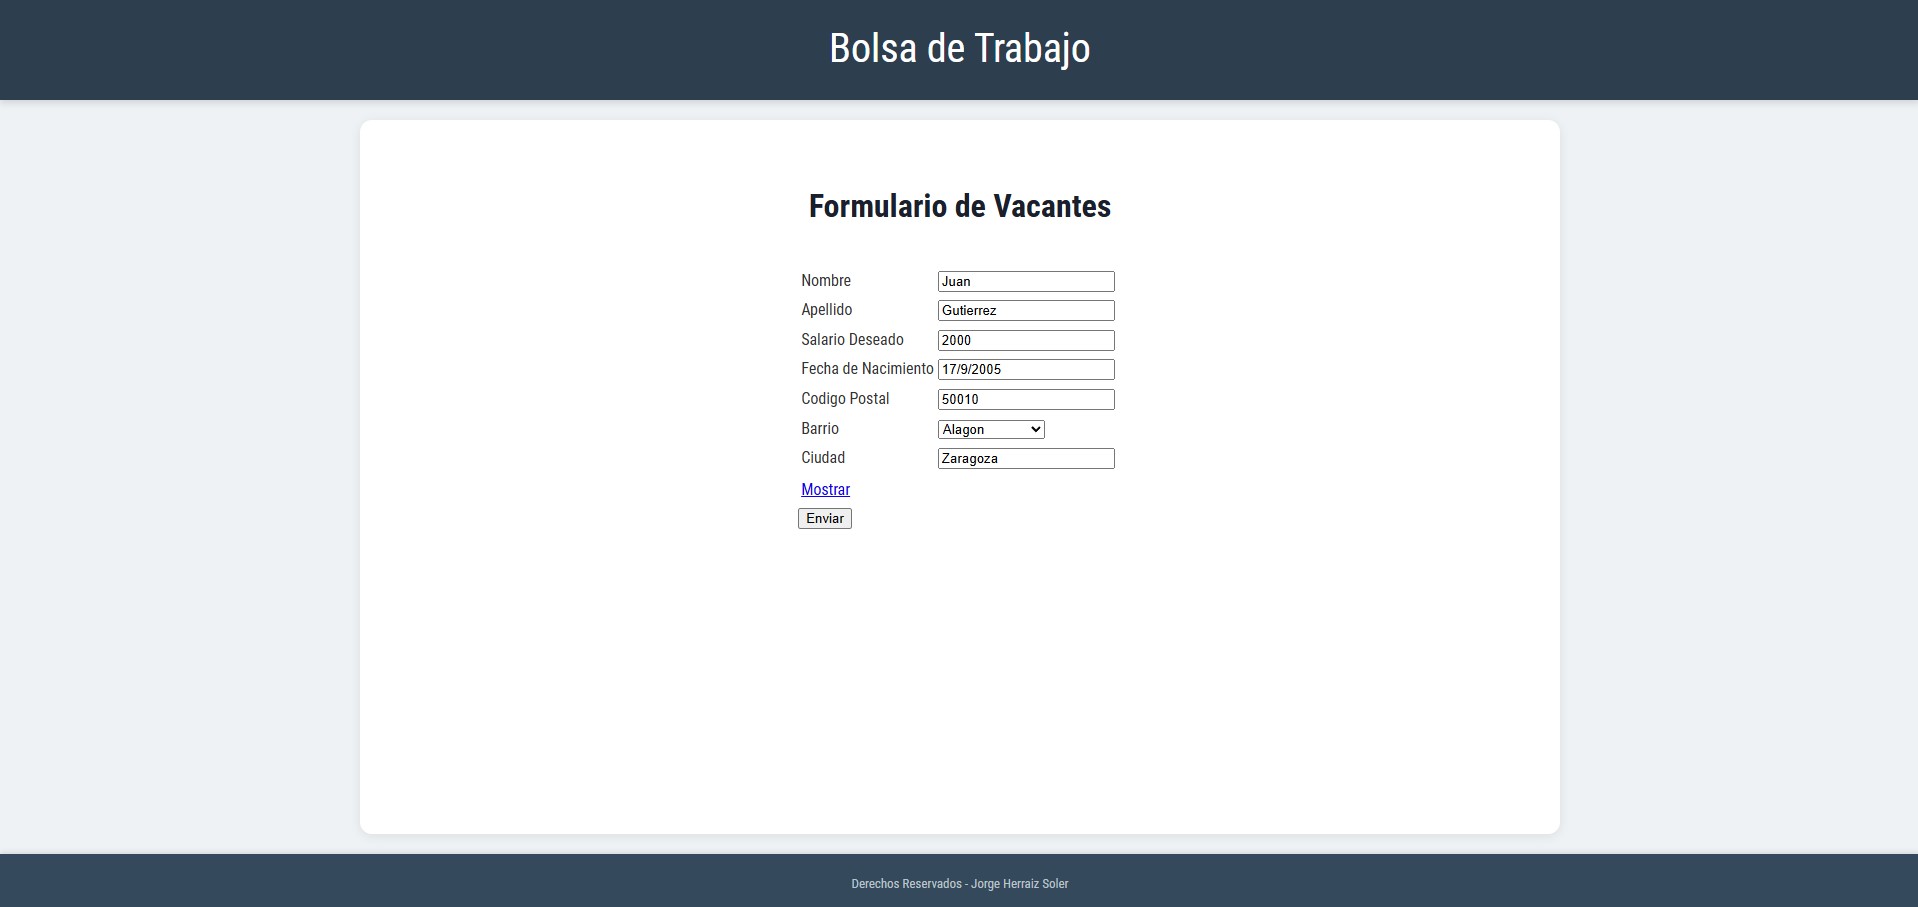 Bolsa de Trabajo
Formulario de Vacantes
Nombre Juan
Apellido Gutierrez
Salario Deseado 2000
Fecha de Nacimiento 17/9/2005
Codigo Postal 50010
Barrio Alagon
Ciudad Zaragoza
Mostrar
Enviar
Derechos Reservados - Jorge Herraiz Soler